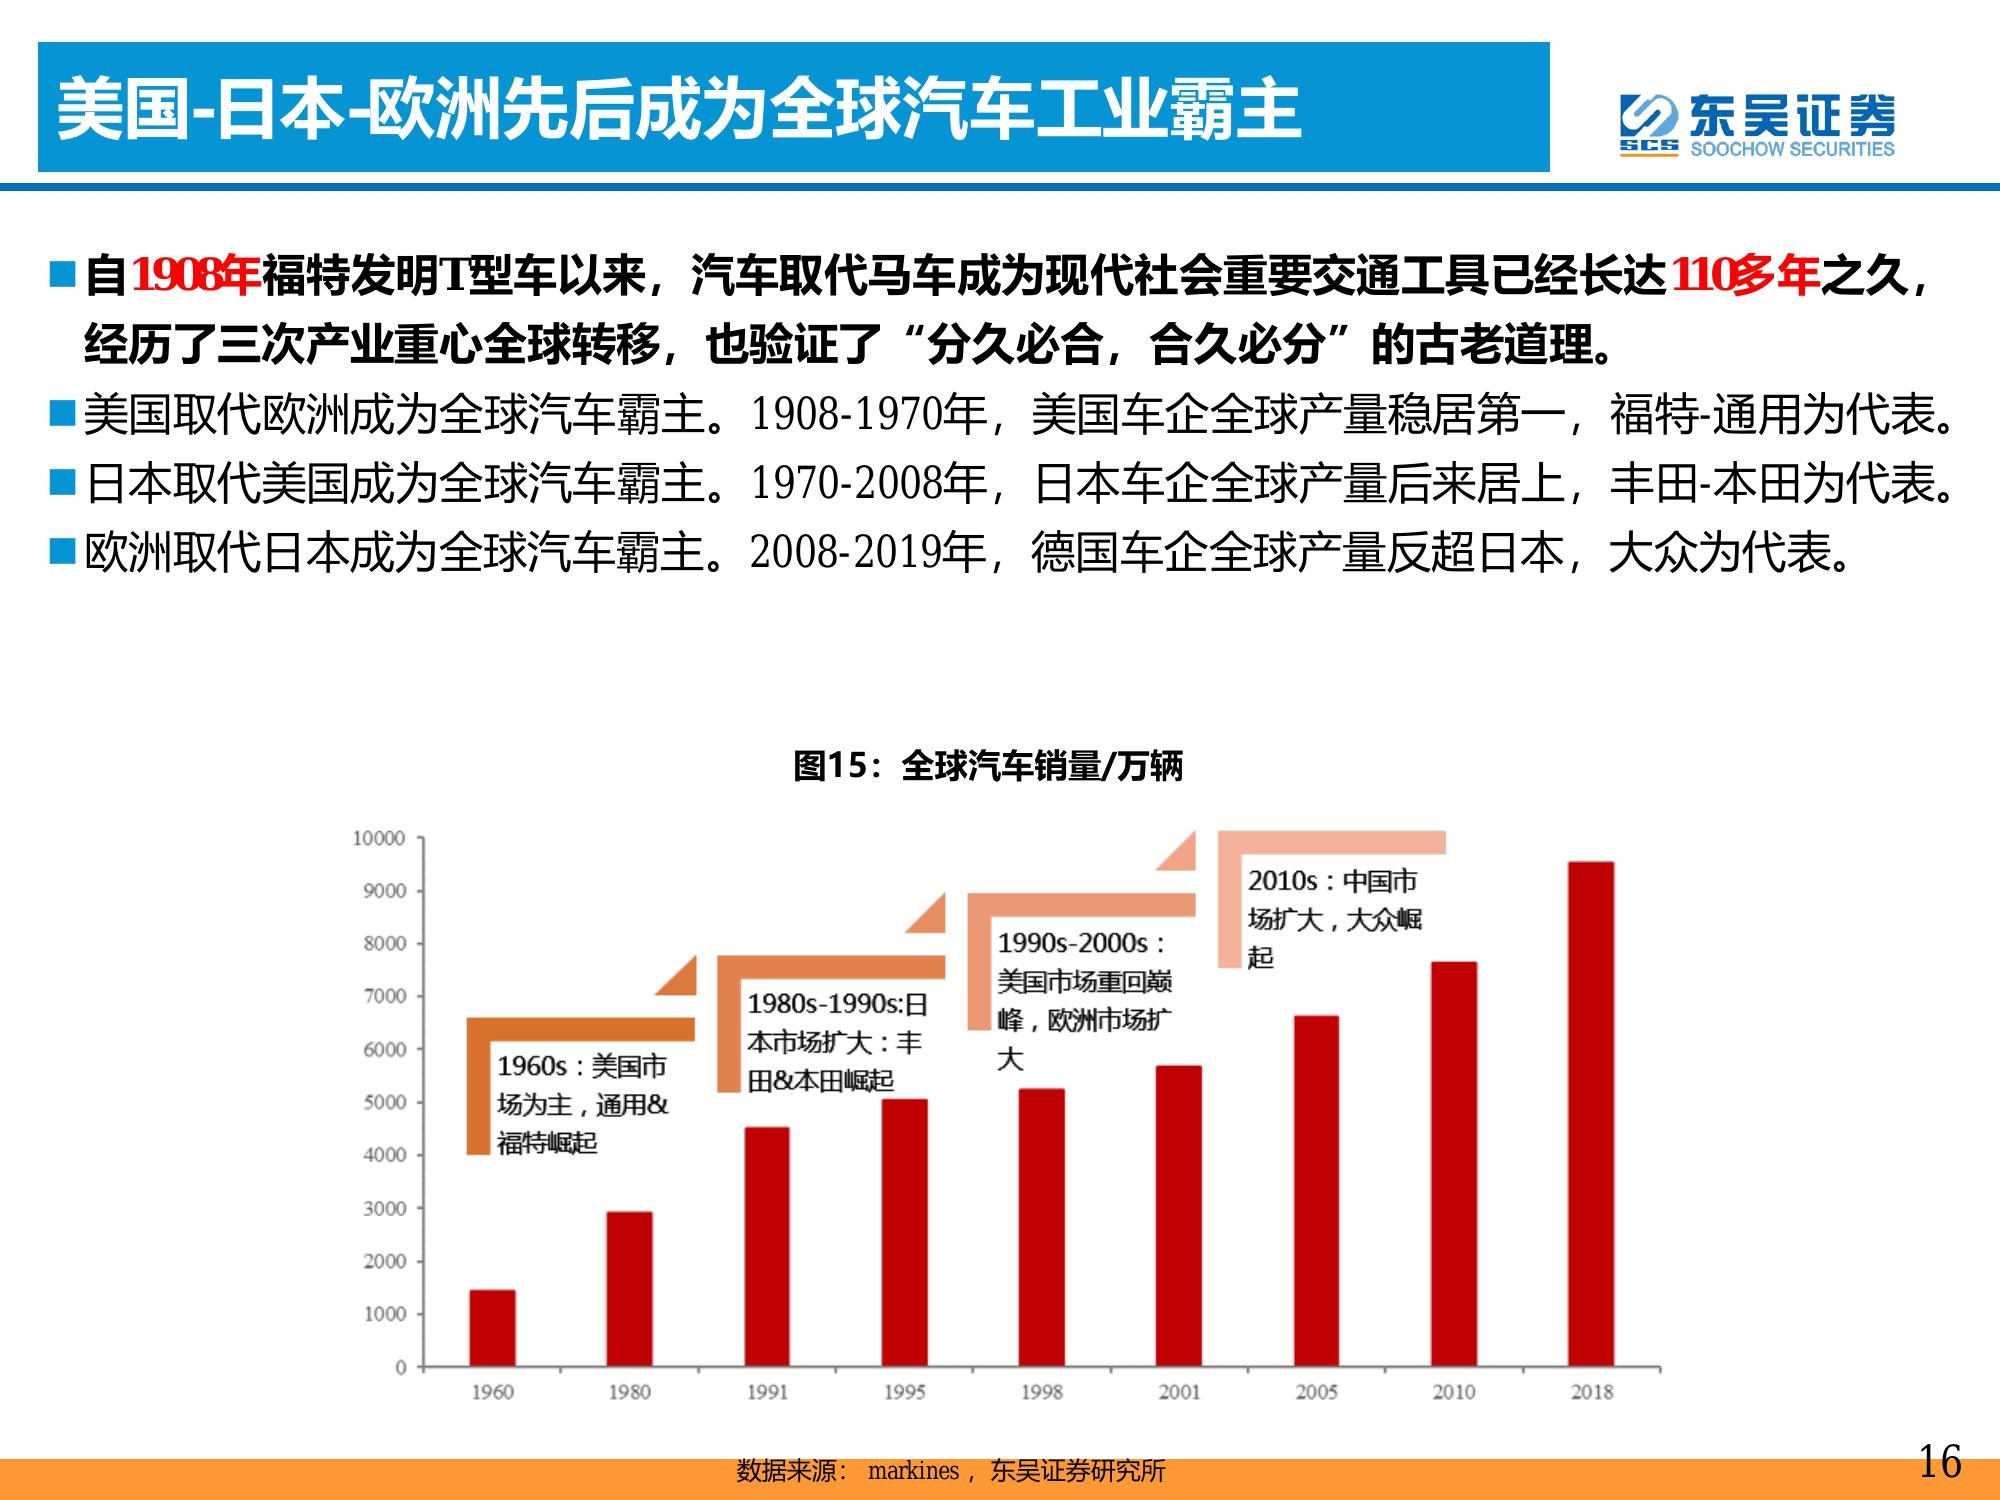 美国-日本-欧洲先后成为全球汽车工业霸主
SCS
东吴证券
SOOCHOW SECURITIES
自1908年福特发明T型车以来，汽车取代马车成为现代社会重要交通工具已经长达110多年之久，
经历了三次产业重心全球转移，也验证了“分久必合，合久必分”的古老道理。
美国取代欧洲成为全球汽车霸主。1908-1970年，美国车企全球产量稳居第一，福特-通用为代表。
日本取代美国成为全球汽车霸主。1970-2008年，日本车企全球产量后来居上，丰田-本田为代表。
欧洲取代日本成为全球汽车霸主。2008-2019年，德国车企全球产量反超日本，大众为代表。
图15：全球汽车销量/万辆
10000
9000
8000
7000
6000
5000
4000
3000
2000
1000
0
1960s：美国市
场为主，通用&
福特崛起
1980s-1990s:日
本市场扩大：丰
田&本田崛起
1990s-2000s：
美国市场重回巅
峰，欧洲市场扩
大
2010s：中国市
场扩大，大众崛
起
1960 1980 1991 1995 1998 2001 2005 2010 2018
数据来源： markines ，东吴证券研究所
16